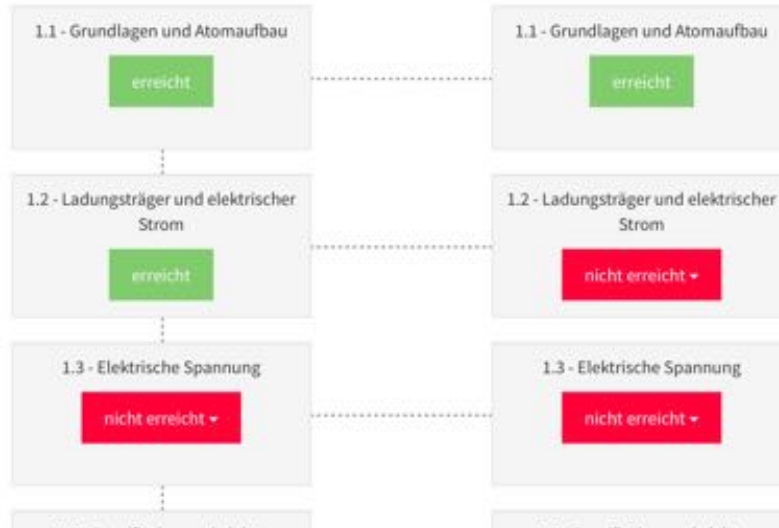 1.1 - Grundlagen und Atomaufbau
erreicht
1.1 - Grundlagen und Atomaufbau
erreicht
1.2 - Ladungsträger und elektrischer
Strom
erreicht
1.2 - Ladungsträger und elektrischer
Strom
nicht erreicht
1.3 - Elektrische Spannung
nicht erreicht
1.3 - Elektrische Spannung
nicht erreicht